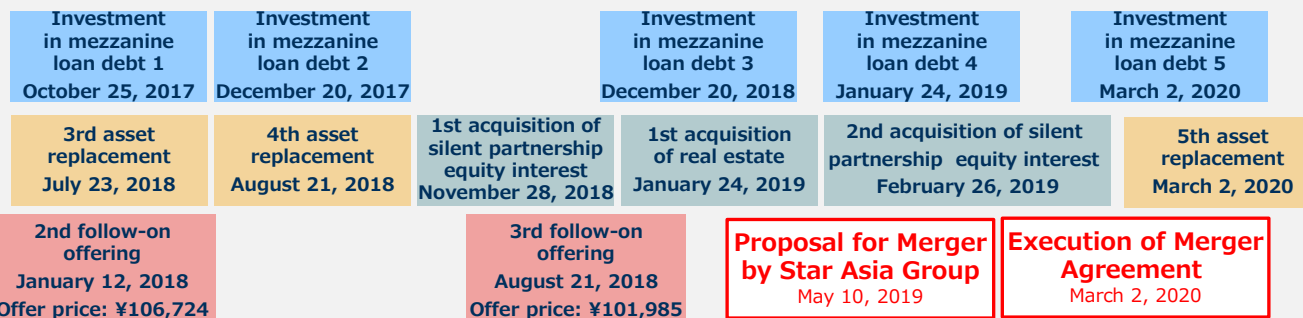 Investment
in mezzanine
loan debt 1
October 25, 2017
Investment
in mezzanine
loan debt 2
December 20, 2017
Investment
in mezzanine
loan debt 3
December 20, 2018
Investment
in mezzanine
loan debt 4
January 24, 2019
Investment
in mezzanine
loan debt 5
March 2, 2020
3rd asset
replacement
July 23, 2018
4th asset
replacement
August 21, 2018
1st acquisition of
silent partnership
equity interest
November 28, 2018
1st acquisition
of real estate
January 24, 2019
2nd acquisition of silent
partnership equity interest
February 26, 2019
5th asset
replacement
March 2, 2020
2nd follow-on
offering
January 12, 2018
Offer price: ¥106,724
3rd follow-on
offering
August 21, 2018
Offer price: ¥101,985
Proposal for Merger
by Star Asia Group
May 10, 2019
Execution of Merger
Agreement
March 2, 2020